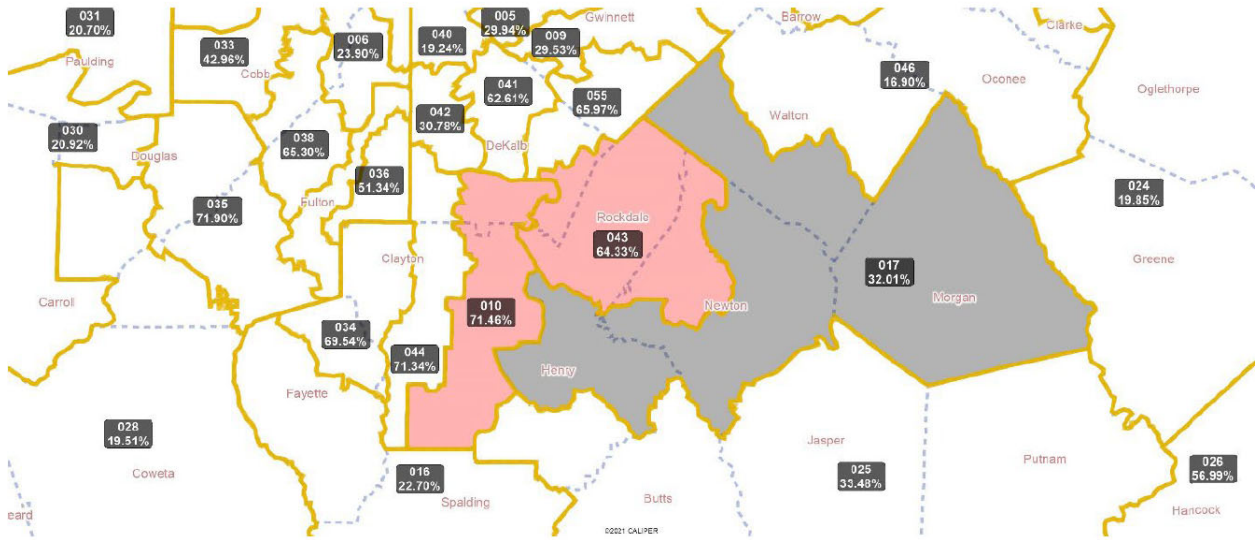 031
20.70%
Paulding
033
42.96%
Cobb
006
23.90%
040
19.24%
005
29.94%
009
29.53%
Gwinnett
Barrow
Clarke
046
16.90%
Oconee
Oglethorpe
030
20.92%
Douglas
038
65.30%
036
51.34%
042
30.78%
041
62.61%
055
65.97%
DeKalb
Walton
035
71.90%
Fulton
Rockdale
043
64.33%
024
19.85%
Greene
Carroll
Clayton
017
32.01%
Morgan
010
71.46%
Newton
034
69.54%
044
71.34%
Henry
Fayette
028
19.51%
Coweta
016
22.70%
Spalding
Butts
Jasper
025
33.48%
Putnam
026
56.99%
Hancock
eard
©2021 CALIPER